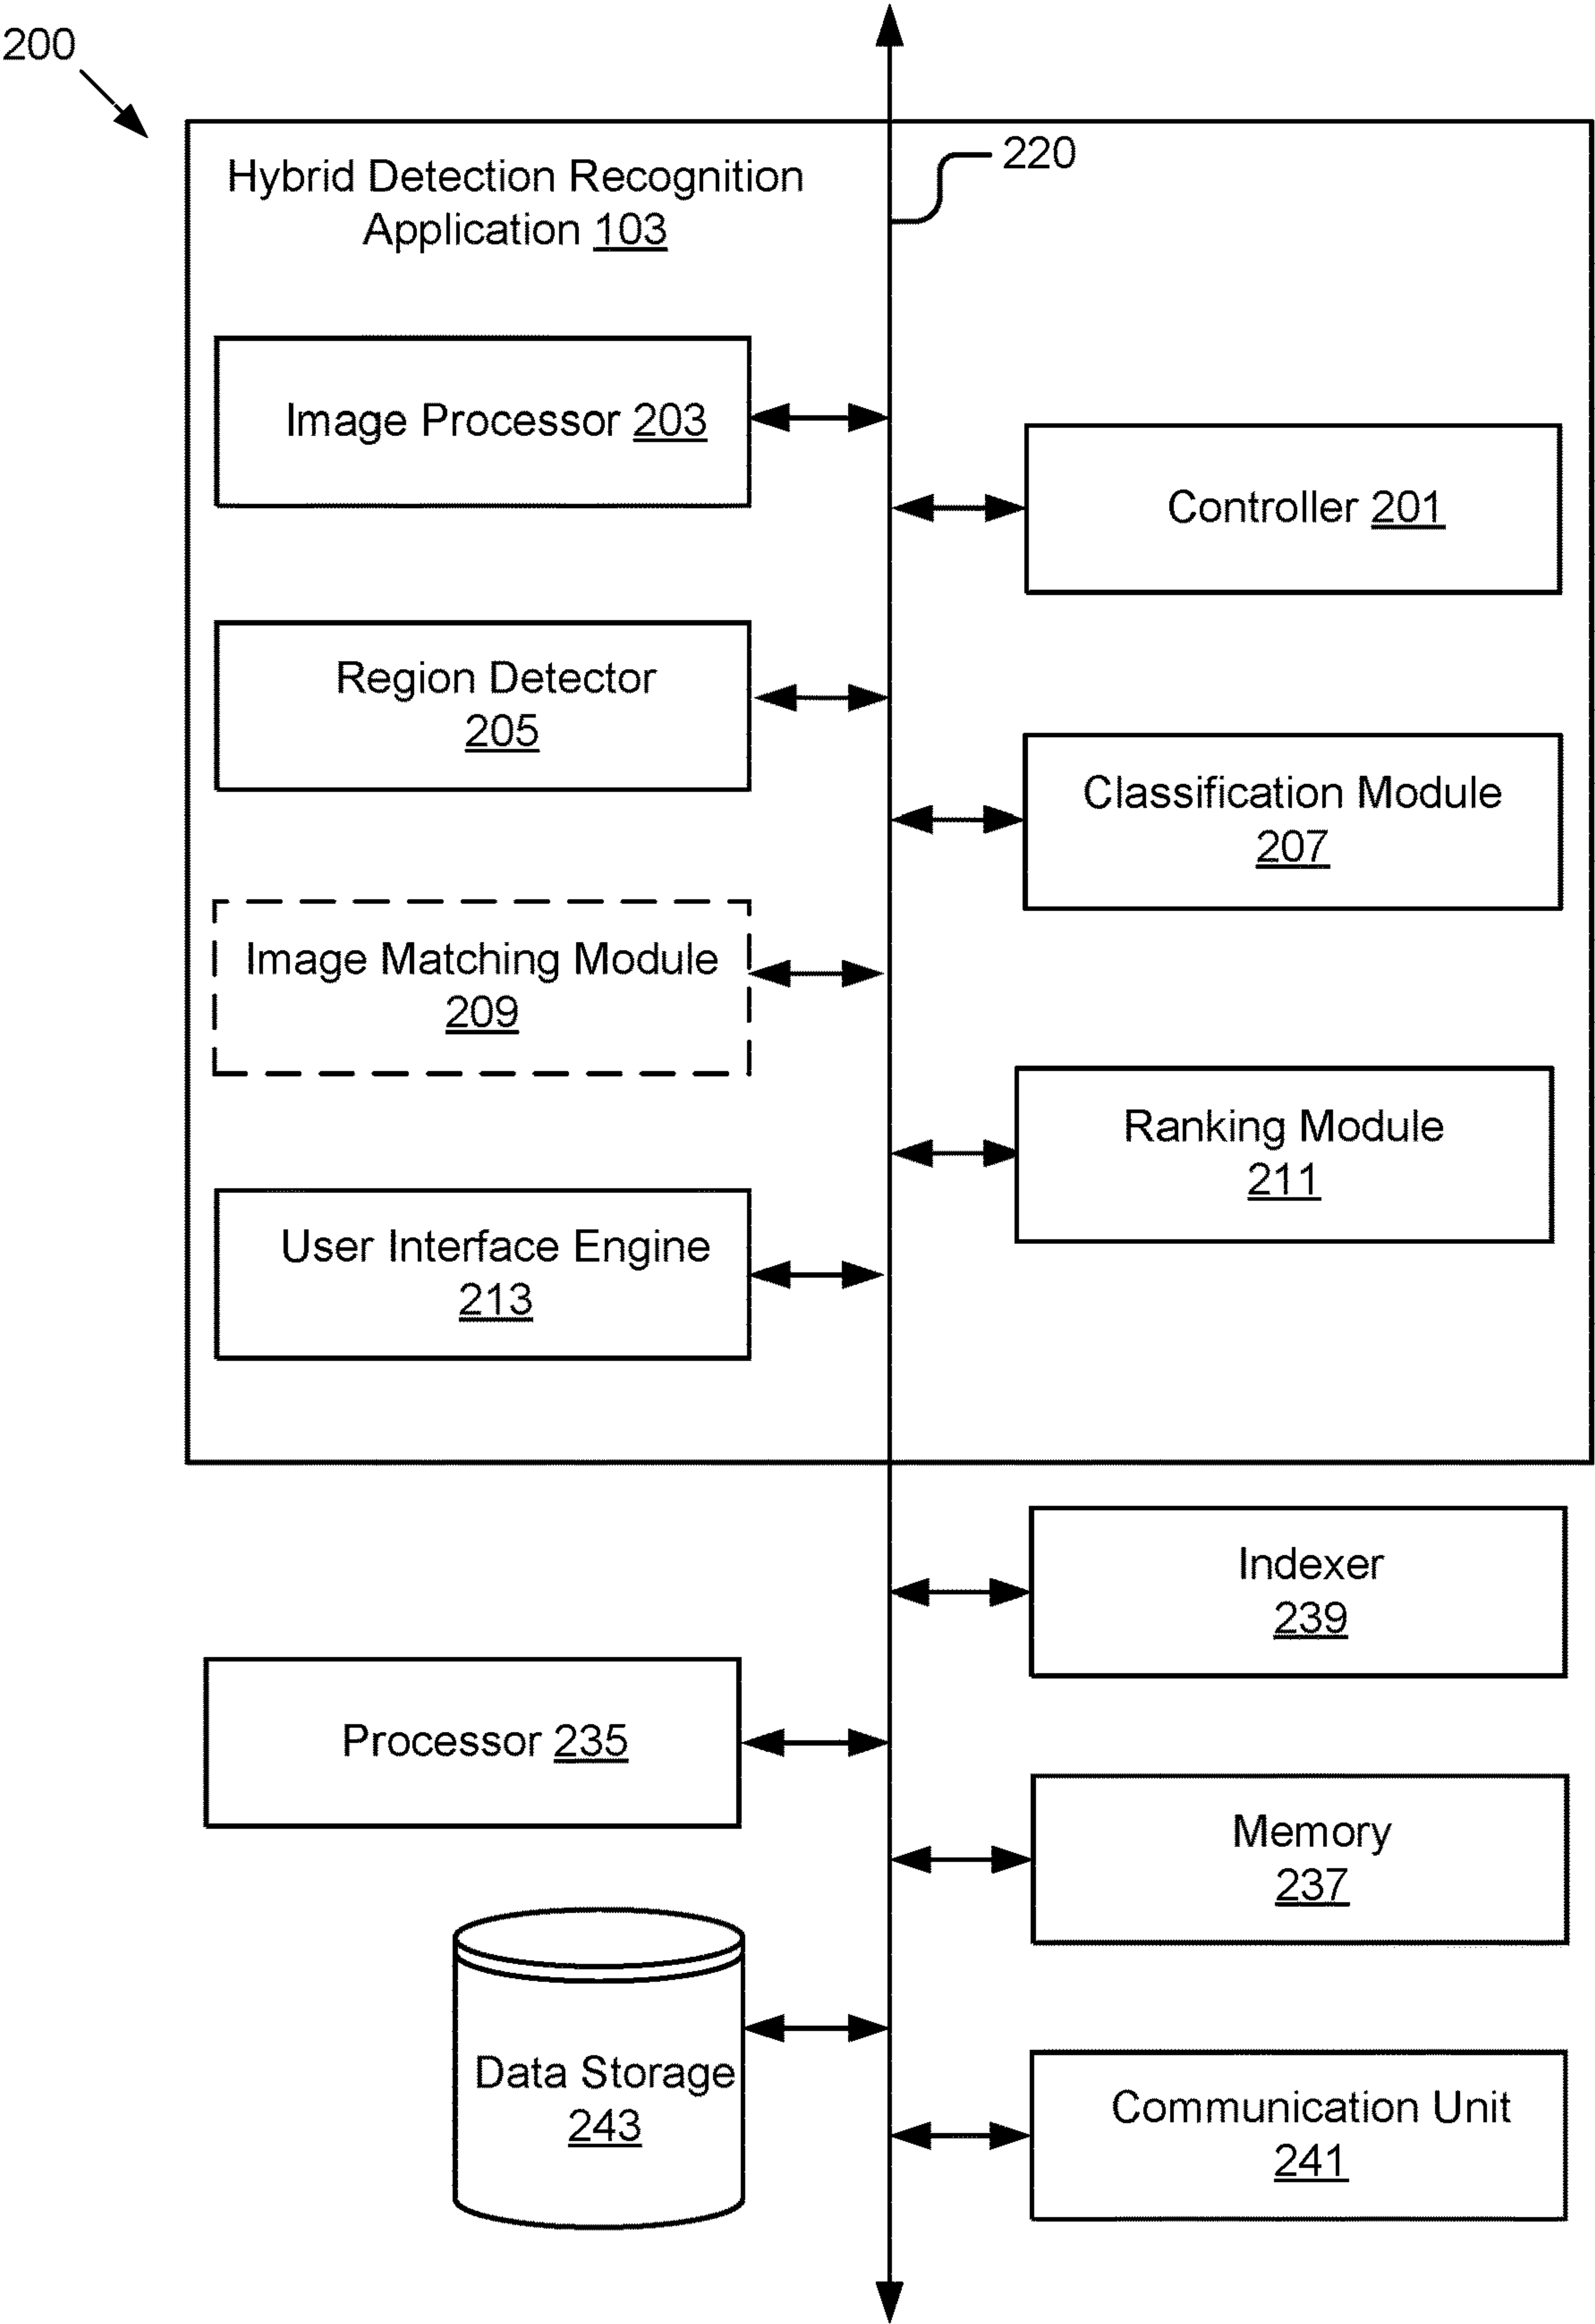 200
220
Hybrid Detection Recognition
Application 103
Image Processor 203
Controller 201
Region Detector
205
Classification Module
207
Image Matching Module
209
Ranking Module
211
User Interface Engine
213
Indexer
239
Processor 235
Memory
237
Data Storage
243
Communication Unit
241